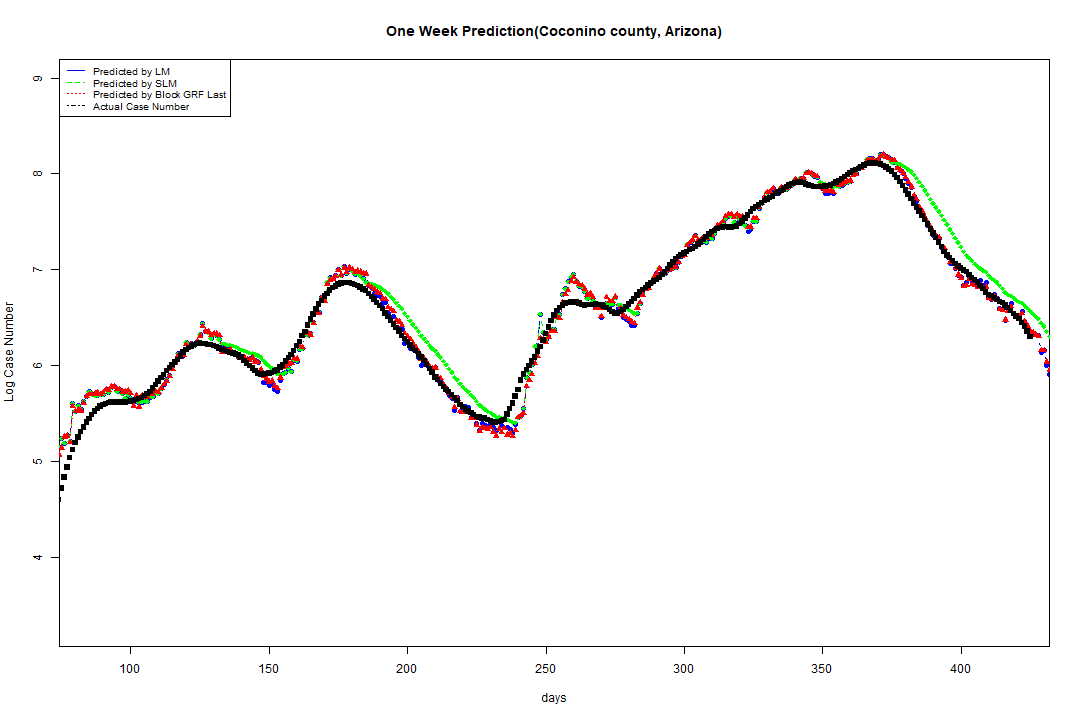 One Week Prediction(Coconino county, Arizona)
Predicted by LM
Predicted by SLM
Predicted by Block GRF Last
Actual Case Number
9
8
7
6
5
4
Log Case Number
100 150 200 250 300 350 400
days